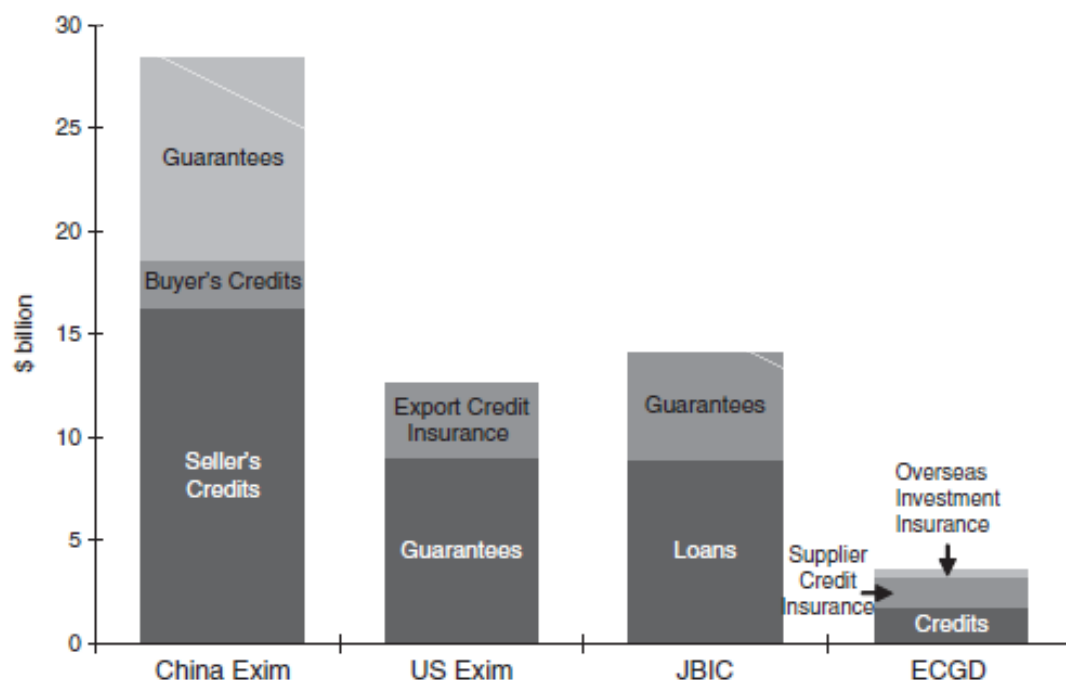 $ billion
30
25
20
15
10
5
0
Guarantees
Buyer's Credits
Seller's
Credits
Export Credit
Insurance
Guarantees
Guarantees
Loans
Supplier
Credit
Insurance
Overseas
Investment
Insurance
Credits
China Exim
US Exim
JBIC
ECGD